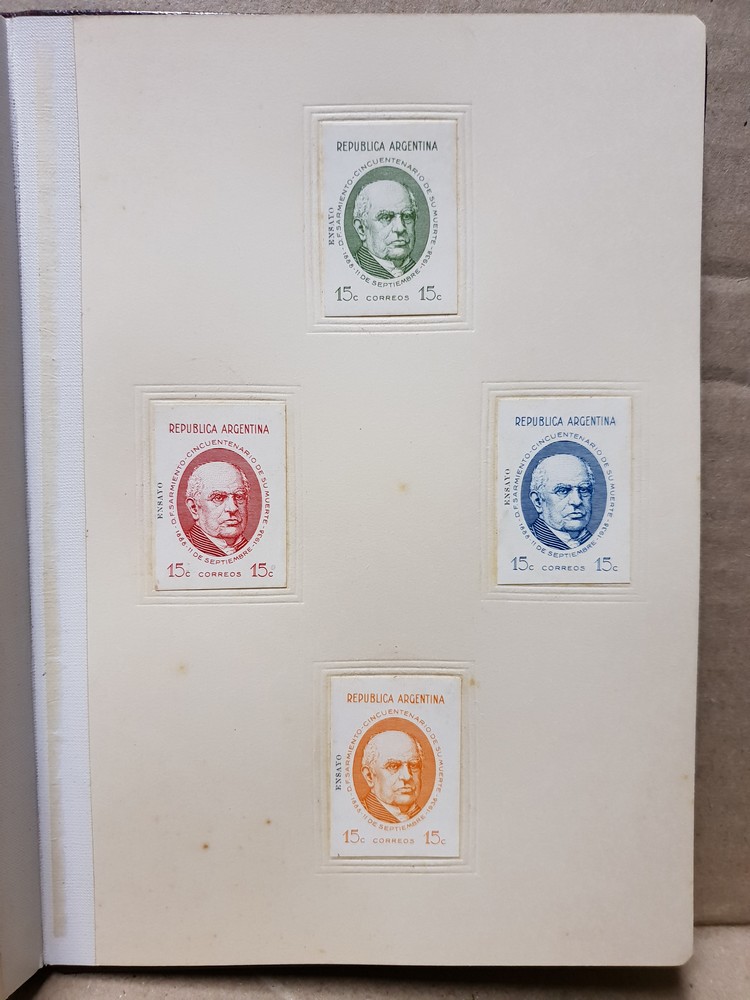 REPUBLICA ARGENTINA
ENSAYO
D.F. SARMIENTO · CINCUENTENARIO DE SU MUERTE ·
1888 · 11 DE SEPTIEMBRE · 1938 ·
15c CORREOS 15c
REPUBLICA ARGENTINA
ENSAYO
D.F. SARMIENTO · CINCUENTENARIO DE SU MUERTE ·
1888 · 11 DE SEPTIEMBRE · 1938 ·
15c CORREOS 15c
REPUBLICA ARGENTINA
ENSAYO
D.F. SARMIENTO · CINCUENTENARIO DE SU MUERTE ·
1888 · 11 DE SEPTIEMBRE · 1938 ·
15c CORREOS 15c
REPUBLICA ARGENTINA
ENSAYO
D.F. SARMIENTO · CINCUENTENARIO DE SU MUERTE ·
1888 · 11 DE SEPTIEMBRE · 1938 ·
15c CORREOS 15c